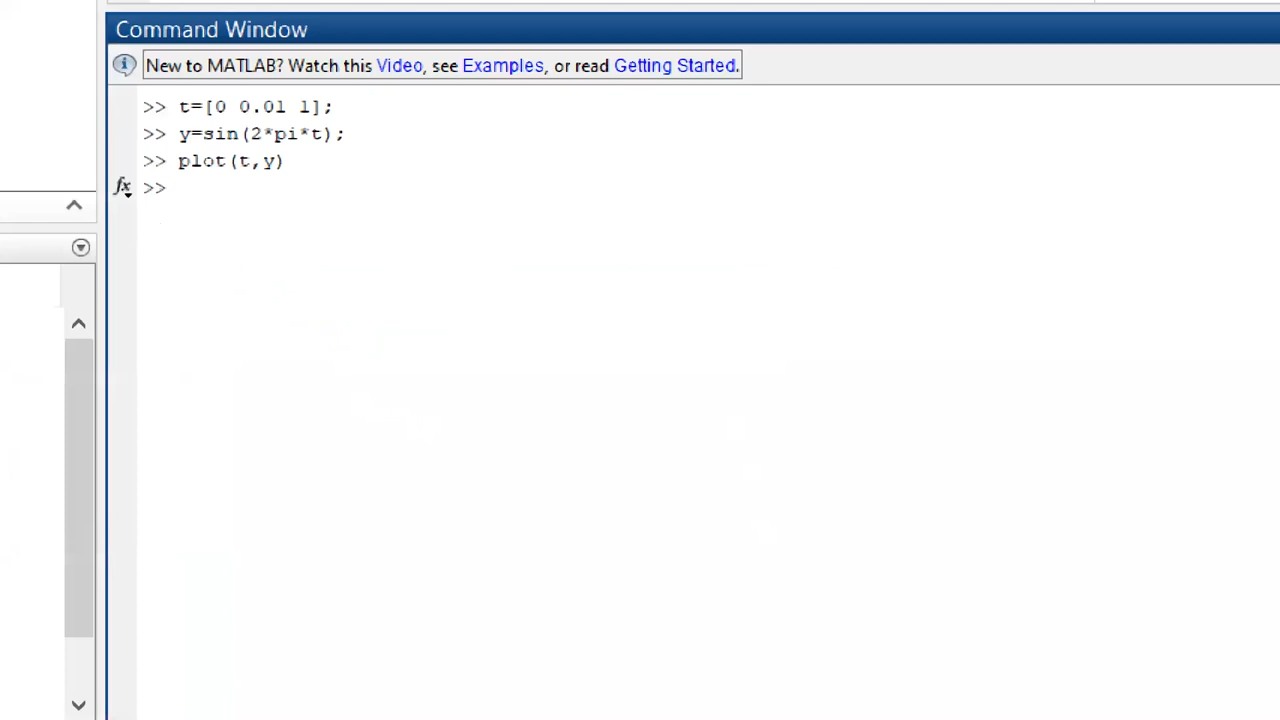 Command Window
New to MATLAB? Watch this Video, see Examples, or read Getting Started.
>> t=[0 0.01 1];
>> y=sin(2*pi*t);
>> plot(t,y)
fx >>